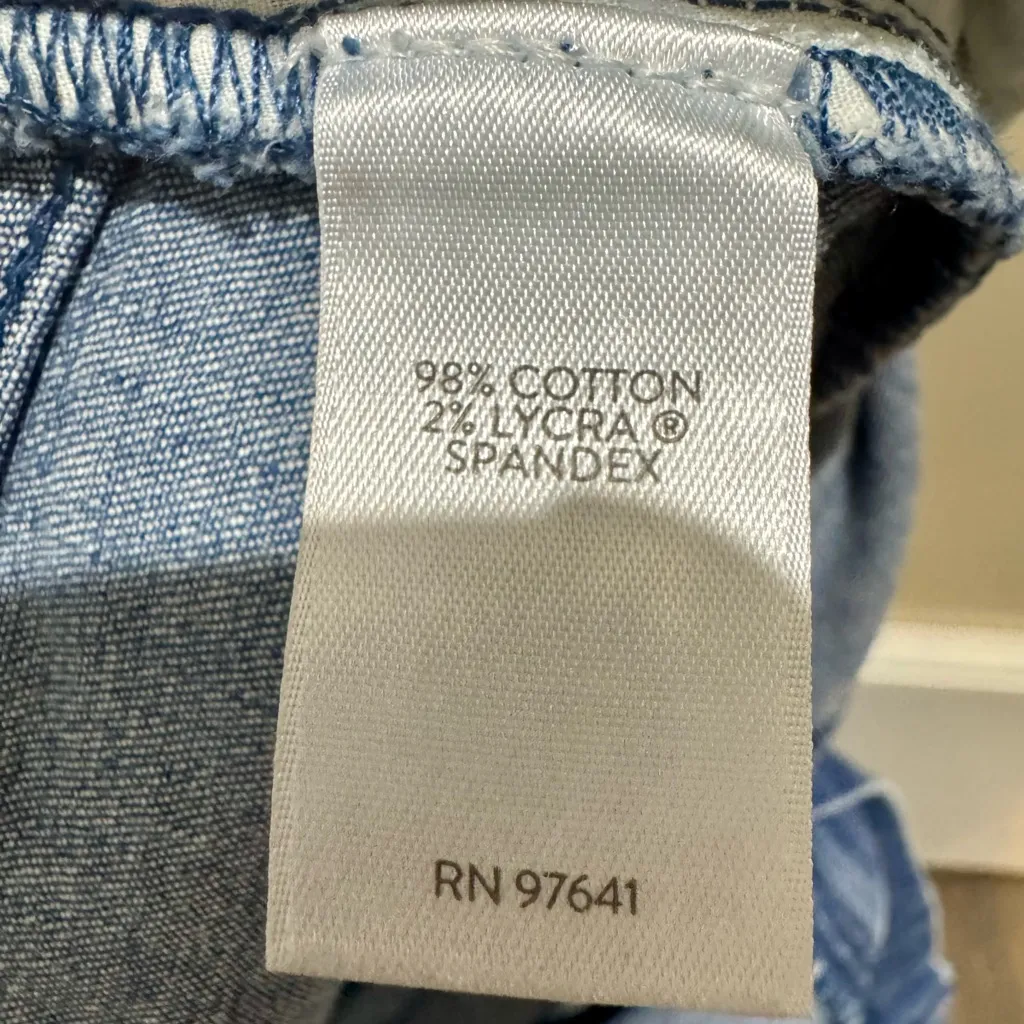 98% COTTON
2% LYCRA ®
SPANDEX
RN 97641